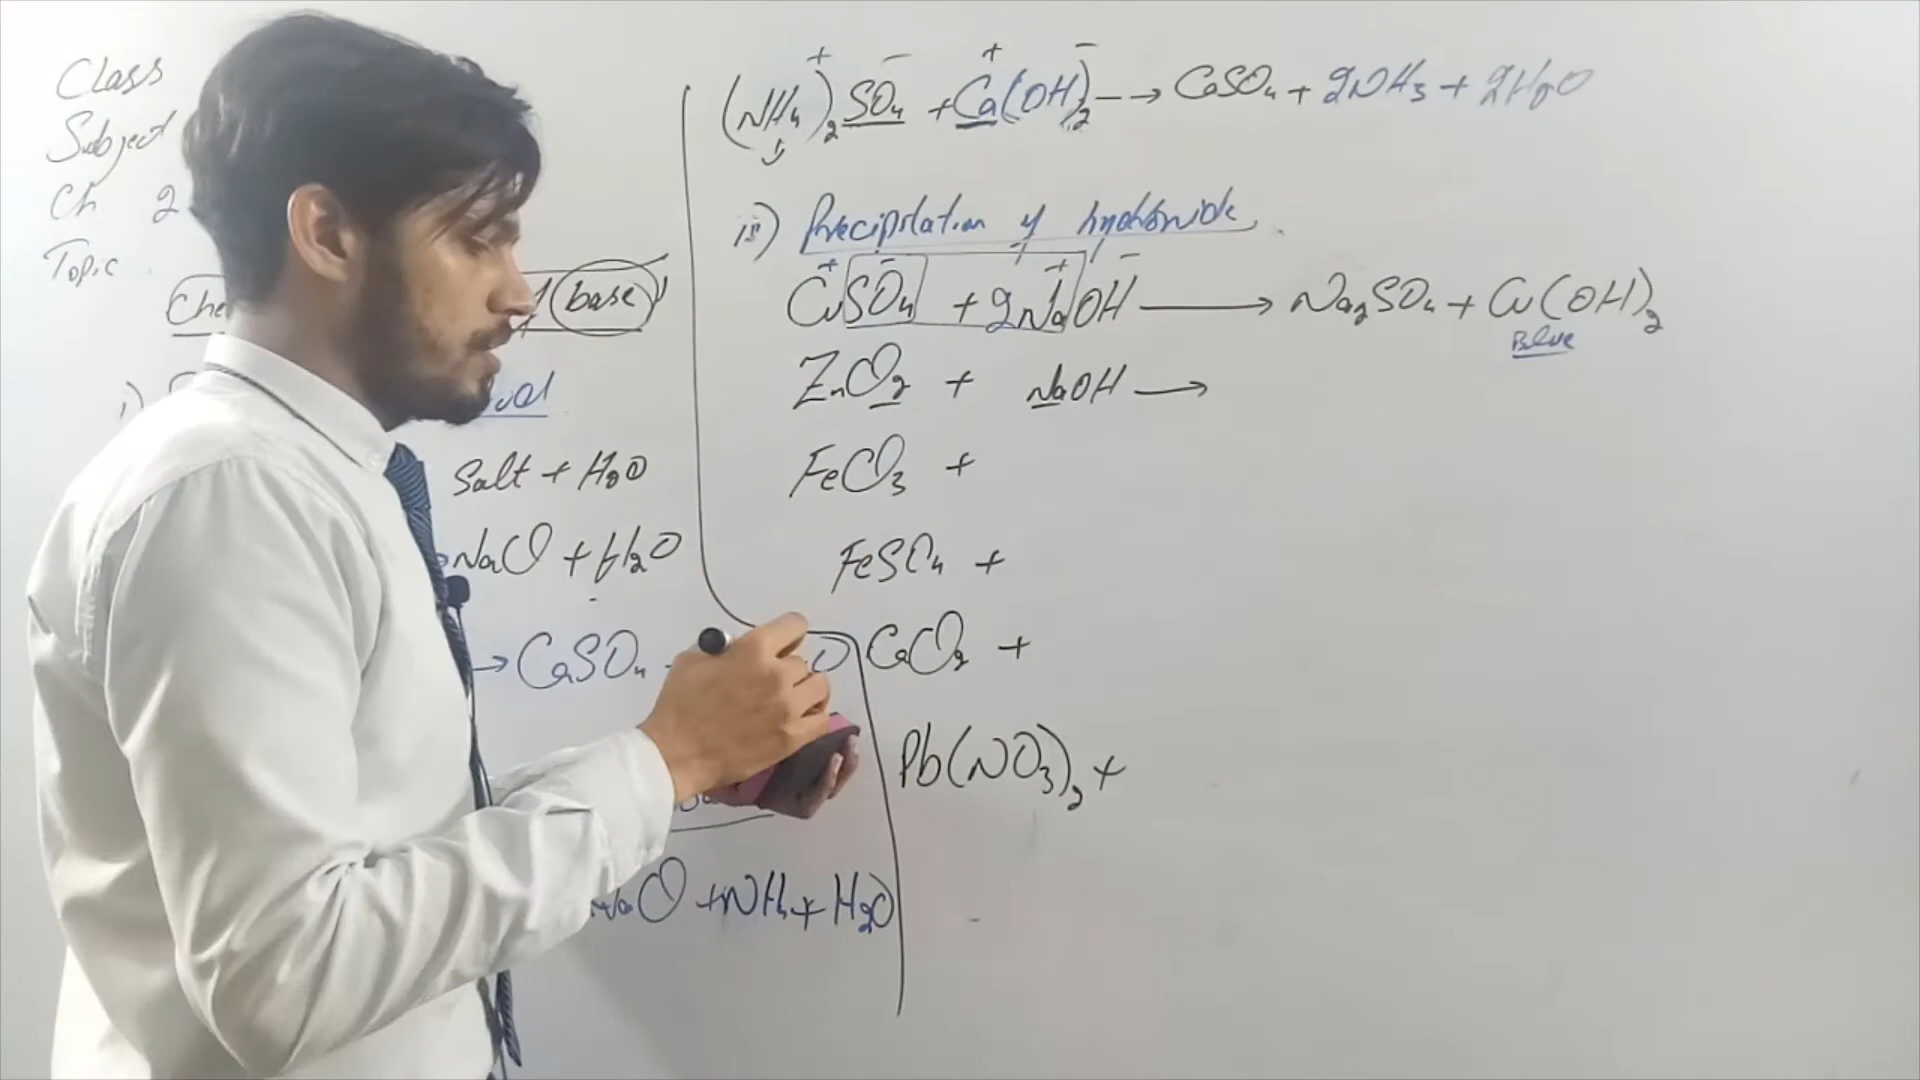 Class
Subject
Ch 2
Topic
base
i)
Salt + H2O
NaCl + H2O
→ CaSO4
NaCl + NH3 + H2O
(NH4)2SO4 + Ca(OH)2 → CaSO4 + 2NH3 + 2H2O
Precipitation of hydroxide.
CuSO4 + 2NaOH → Na2SO4 + Cu(OH)2
Blue
ZnCl2 + NaOH →
FeCl3 +
FeSO4 +
CaCl2 +
Pb(NO3)2 +